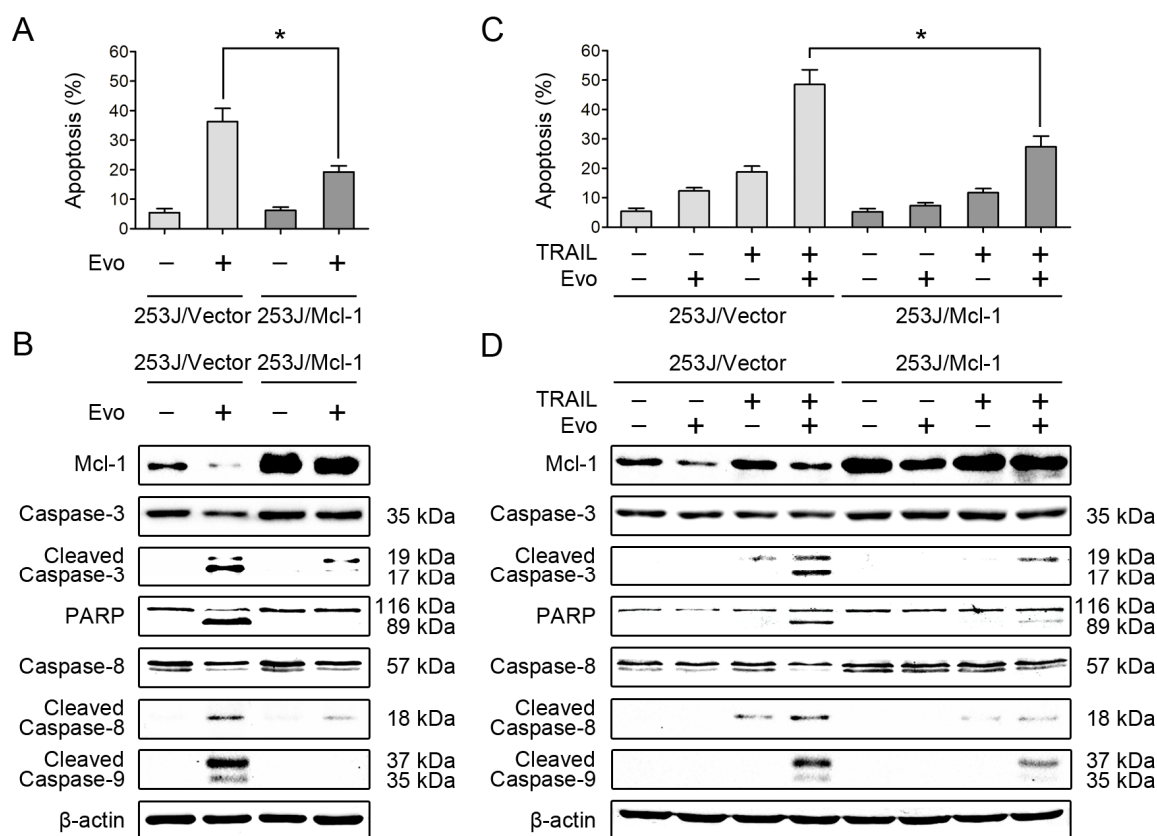 A
Apoptosis (%)
60
50
40
30
20
10
0
*
Evo − + − +
253J/Vector 253J/Mcl-1
C
Apoptosis (%)
60
50
40
30
20
10
0
*
TRAIL − − + + − − + +
Evo − + − + − + − +
253J/Vector 253J/Mcl-1
B
253J/Vector 253J/Mcl-1
Evo − + − +
Mcl-1
Caspase-3 35 kDa
Cleaved 19 kDa
Caspase-3 17 kDa
PARP 116 kDa
89 kDa
Caspase-8 57 kDa
Cleaved
Caspase-8 18 kDa
Cleaved 37 kDa
Caspase-9 35 kDa
β-actin
D
253J/Vector 253J/Mcl-1
TRAIL − − + + − − + +
Evo − + − + − + − +
Mcl-1
Caspase-3 35 kDa
Cleaved 19 kDa
Caspase-3 17 kDa
PARP 116 kDa
89 kDa
Caspase-8 57 kDa
Cleaved
Caspase-8 18 kDa
Cleaved 37 kDa
Caspase-9 35 kDa
β-actin